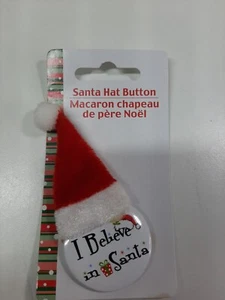 Santa Hat Button
Macaron chapeau
de père Noël
I Believe
in Santa